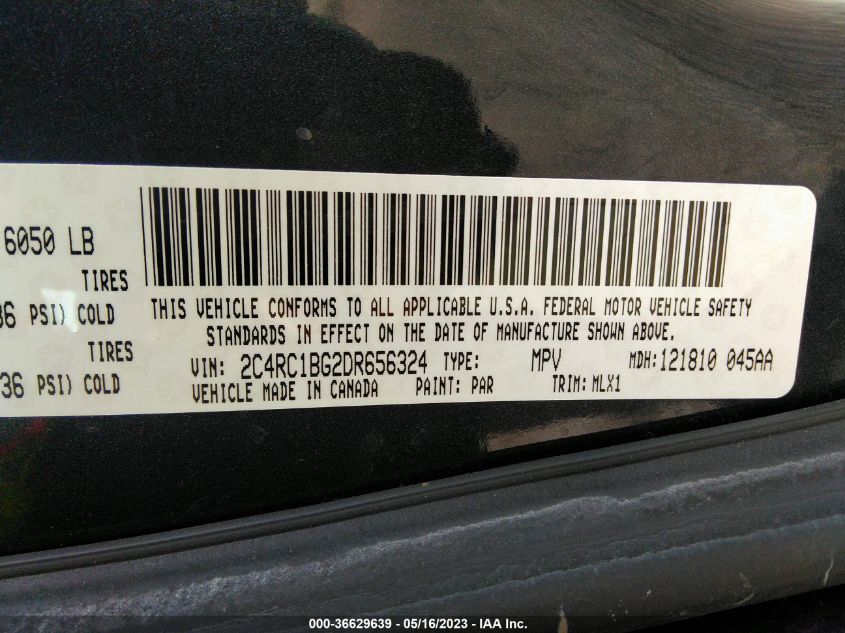 6050 LB
TIRES
36 PSI) COLD
TIRES
36 PSI) COLD
THIS VEHICLE CONFORMS TO ALL APPLICABLE U.S.A. FEDERAL MOTOR VEHICLE SAFETY
STANDARDS IN EFFECT ON THE DATE OF MANUFACTURE SHOWN ABOVE.
VIN: 2C4RC1BG2DR656324 TYPE: MPV MDH:121810 045AA
VEHICLE MADE IN CANADA PAINT: PAR TRIM: MLX1
000-36629639 - 05/16/2023 - IAA Inc.